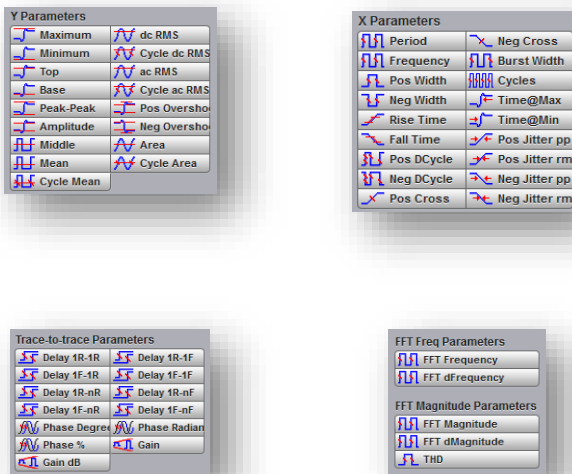 Y Parameters
Maximum
dc RMS
Minimum
Cycle dc RMS
Top
ac RMS
Base
Cycle ac RMS
Peak-Peak
Pos Oversho
Amplitude
Neg Oversho
Middle
Area
Mean
Cycle Area
Cycle Mean
X Parameters
Period
Neg Cross
Frequency
Burst Width
Pos Width
Cycles
Neg Width
Time@Max
Rise Time
Time@Min
Fall Time
Pos Jitter pp
Pos DCycle
Pos Jitter rm
Neg DCycle
Neg Jitter pp
Pos Cross
Neg Jitter rm
Trace-to-trace Parameters
Delay 1R-1R
Delay 1R-1F
Delay 1F-1R
Delay 1F-1F
Delay 1R-nR
Delay 1R-nF
Delay 1F-nR
Delay 1F-nF
Phase Degree
Phase Radian
Phase %
Gain
Gain dB
FFT Freq Parameters
FFT Frequency
FFT dFrequency
FFT Magnitude Parameters
FFT Magnitude
FFT dMagnitude
THD